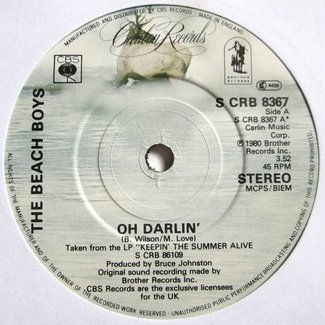 MANUFACTURED AND DISTRIBUTED BY CBS RECORDS - MADE IN ENGLAND
Caribou Records
CBS
BROTHER RECORDS
4456
THE BEACH BOYS
S CRB 8367
Side A
S CRB 8367 A*
Carlin Music
Corp.
℗ 1980 Brother
Records Inc.
3.52
45 RPM
STEREO
MCPS/BIEM
OH DARLIN'
(B. Wilson/M. Love)
Taken from the LP "KEEPIN' THE SUMMER ALIVE
S CRB 86109
Produced by Bruce Johnston
Original sound recording made by
Brother Records Inc.
CBS Records are the exclusive licensees
for the UK
ALL RIGHTS OF THE MANUFACTURER AND OF THE OWNER OF THE RECORDED WORK RESERVED - UNAUTHORISED PUBLIC PERFORMANCE BROADCASTING AND COPYING OF THIS RECORD PROHIBITED